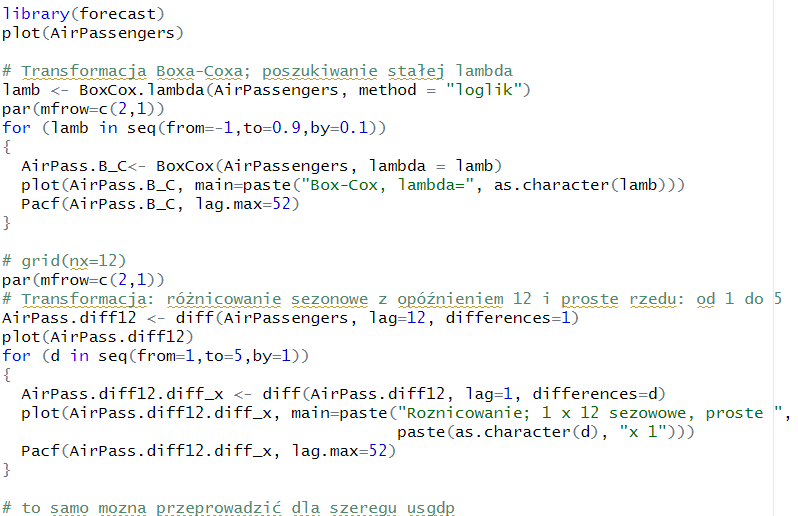 library(forecast)
plot(AirPassengers)
# Transformacja Boxa-Coxa; poszukiwanie stałej lambda
lamb <- BoxCox.lambda(AirPassengers, method = "loglik")
par(mfrow=c(2,1))
for (lamb in seq(from=-1,to=0.9,by=0.1))
{
  AirPass.B_C<- BoxCox(AirPassengers, lambda = lamb)
  plot(AirPass.B_C, main=paste("Box-Cox, lambda=", as.character(lamb)))
  Pacf(AirPass.B_C, lag.max=52)
}
# grid(nx=12)
par(mfrow=c(2,1))
# Transformacja: różnicowanie sezonowe z opóźnieniem 12 i proste rzedu: od 1 do 5
AirPass.diff12 <- diff(AirPassengers, lag=12, differences=1)
plot(AirPass.diff12)
for (d in seq(from=1,to=5,by=1))
{
  AirPass.diff12.diff_x <- diff(AirPass.diff12, lag=1, differences=d)
  plot(AirPass.diff12.diff_x, main=paste("Roznicowanie; 1 x 12 sezowowe, proste ",
                                         paste(as.character(d), "x 1")))
  Pacf(AirPass.diff12.diff_x, lag.max=52)
}
# to samo mozna przeprowadzić dla szeregu usgdp